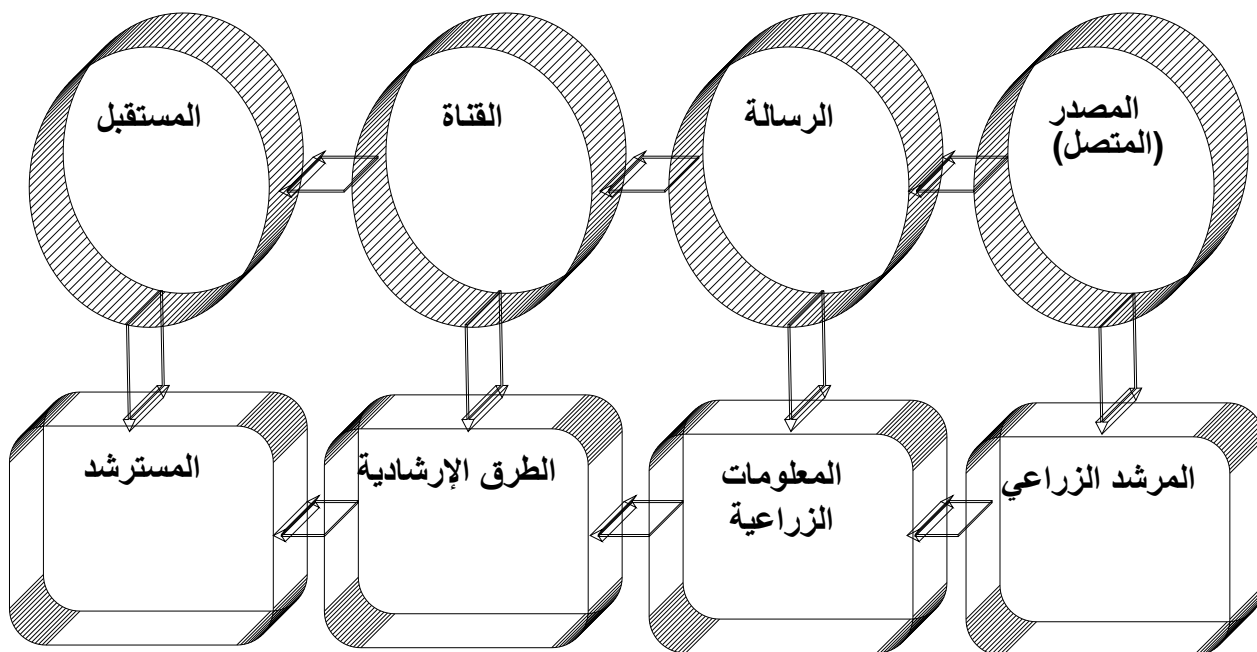 المصدر
(المتصل)
الرسالة
القناة
المستقبل
المرشد الزراعي
المعلومات
الزراعية
الطرق الإرشادية
المسترشد